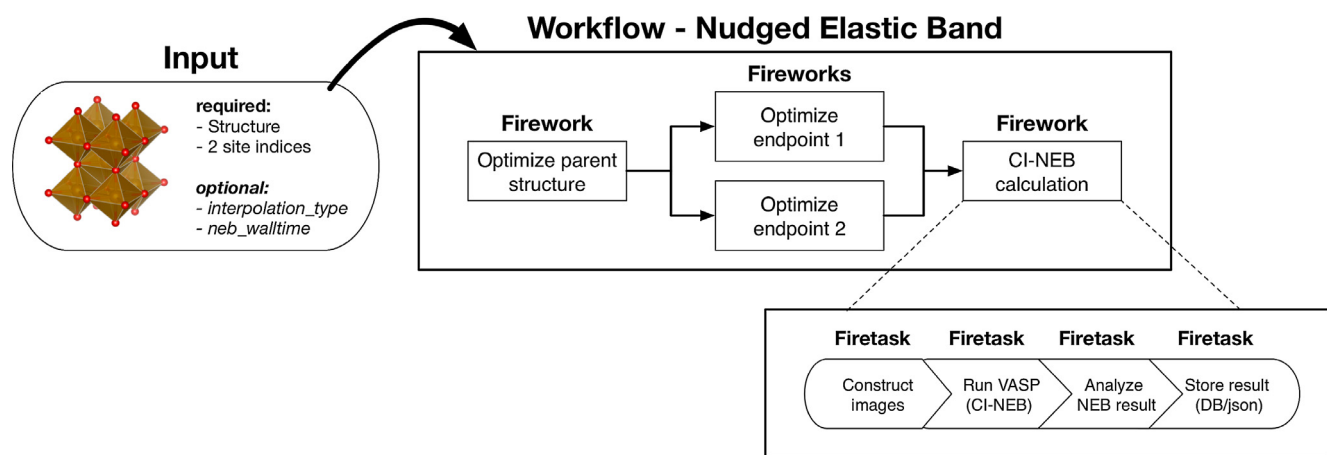 Workflow - Nudged Elastic Band
Input
required:
- Structure
- 2 site indices
optional:
- interpolation_type
- neb_walltime
Firework
Optimize parent
structure
Fireworks
Optimize
endpoint 1
Optimize
endpoint 2
Firework
CI-NEB
calculation
Firetask
Firetask
Firetask
Firetask
Construct
images
Run VASP
(CI-NEB)
Analyze
NEB result
Store result
(DB/json)